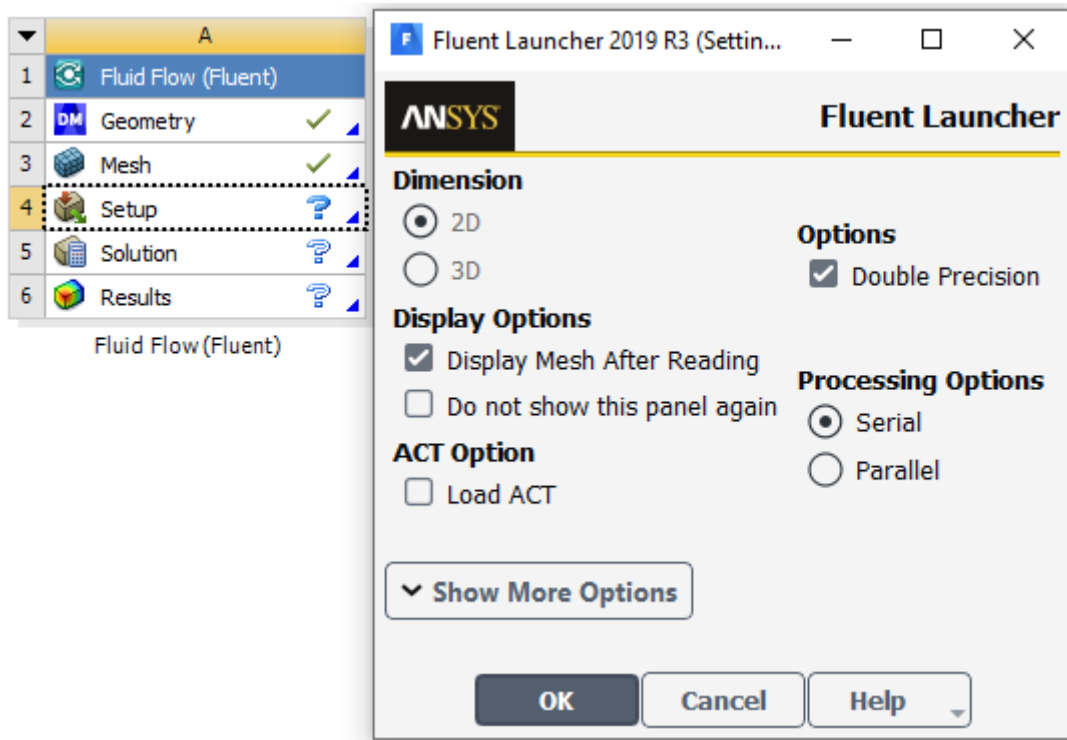 A
1 Fluid Flow (Fluent)
2 DM Geometry
3 Mesh
4 Setup ?
5 Solution ?
6 Results ?
Fluid Flow (Fluent)
F Fluent Launcher 2019 R3 (Settin...
ANSYS Fluent Launcher
Dimension
2D
3D
Options
Double Precision
Display Options
Display Mesh After Reading
Do not show this panel again
Processing Options
Serial
Parallel
ACT Option
Load ACT
Show More Options
OK Cancel Help